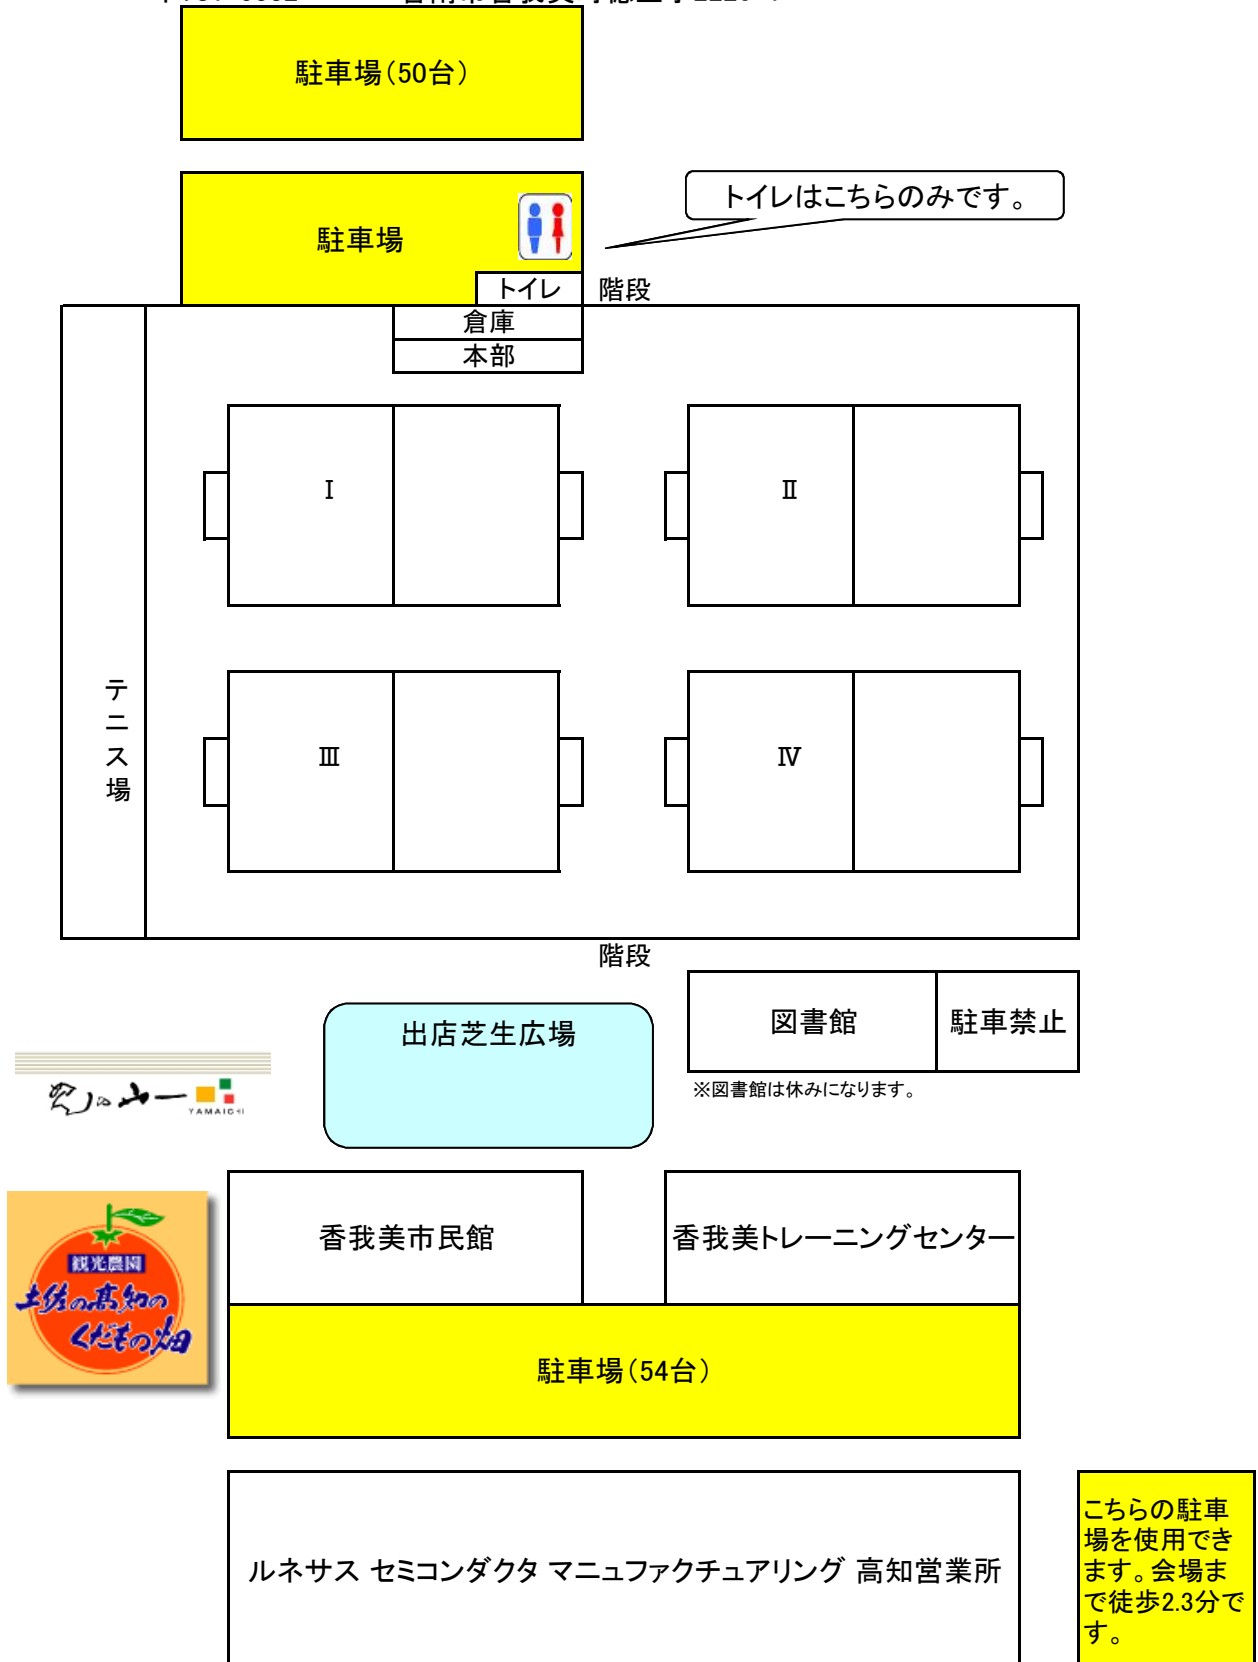 駐車場（50台）
トイレはこちらのみです。
駐車場
トイレ　階段
倉庫
本部
Ⅰ
Ⅱ
テニス場
Ⅲ
Ⅳ
階段
出店芝生広場
図書館
駐車禁止
※図書館は休みになります。
YAMAICHI
香我美市民館
香我美トレーニングセンター
観光農園
土佐の高知の
くだもの畑
駐車場（54台）
ルネサス セミコンダクタ マニュファクチュアリング 高知営業所
こちらの駐車
場を使用でき
ます。会場ま
で徒歩2.3分で
す。